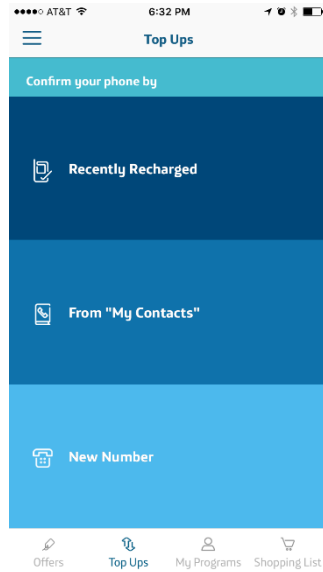 AT&T 6:32 PM
Top Ups
Confirm your phone by
Recently Recharged
From "My Contacts"
New Number
Offers Top Ups My Programs Shopping List